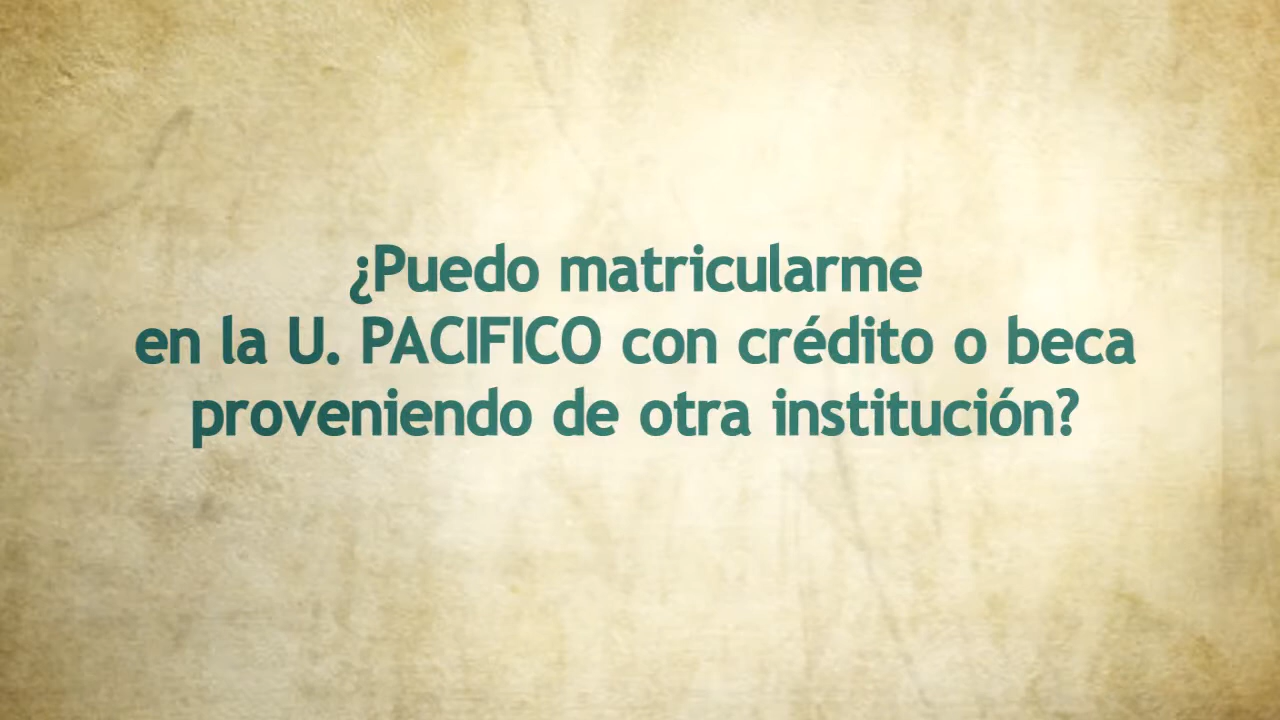 ¿Puedo matricularme
en la U. PACIFICO con crédito o beca
proveniendo de otra institución?